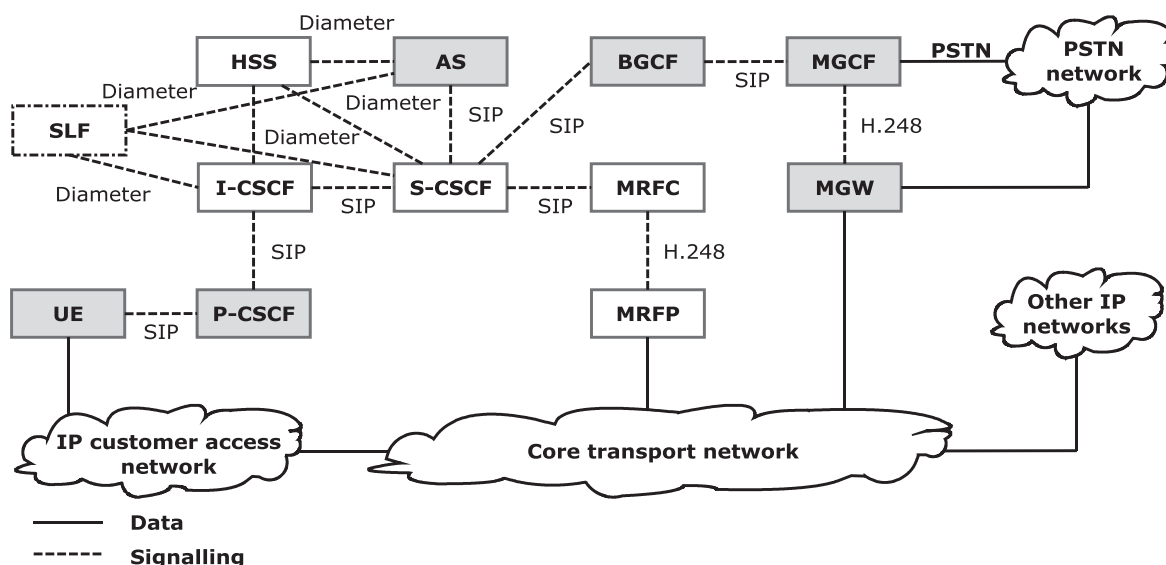 Diameter
HSS
AS
BGCF
SIP
MGCF
PSTN
PSTN
network
Diameter
Diameter
SIP
SIP
H.248
SLF
Diameter
Diameter
I-CSCF
SIP
S-CSCF
SIP
MRFC
MGW
SIP
H.248
UE
SIP
P-CSCF
MRFP
Other IP
networks
IP customer access
network
Core transport network
Data
Signalling